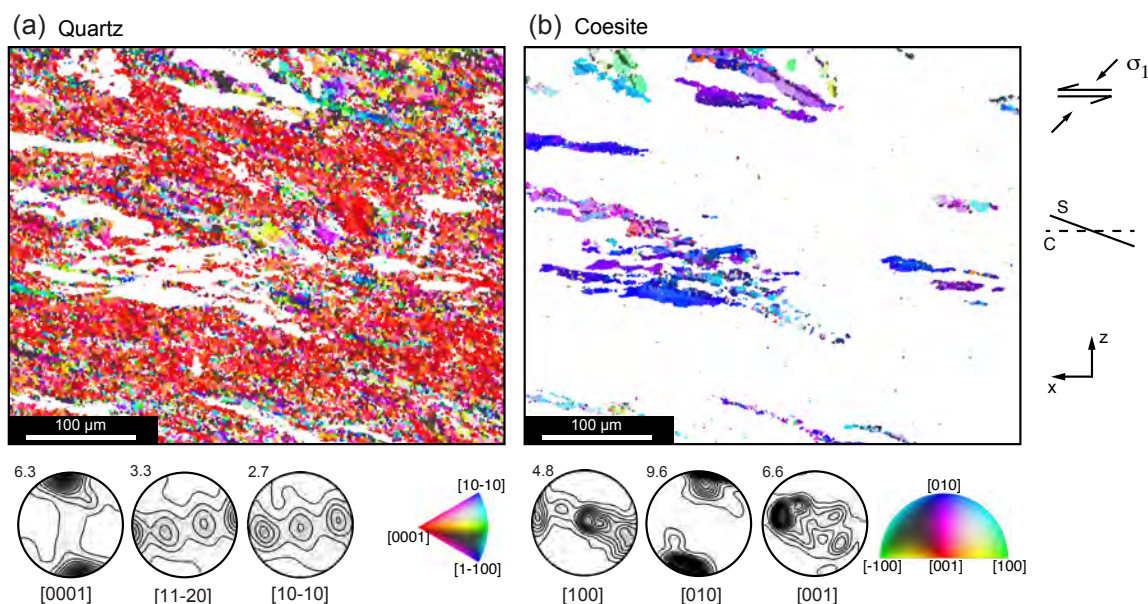 (a) Quartz
(b) Coesite
σ1
S
C
z
x
100 µm
100 µm
6.3
3.3
2.7
[10-10]
[0001]
[1-100]
4.8
9.6
6.6
[010]
[-100]
[001]
[100]
[0001]
[11-20]
[10-10]
[100]
[010]
[001]